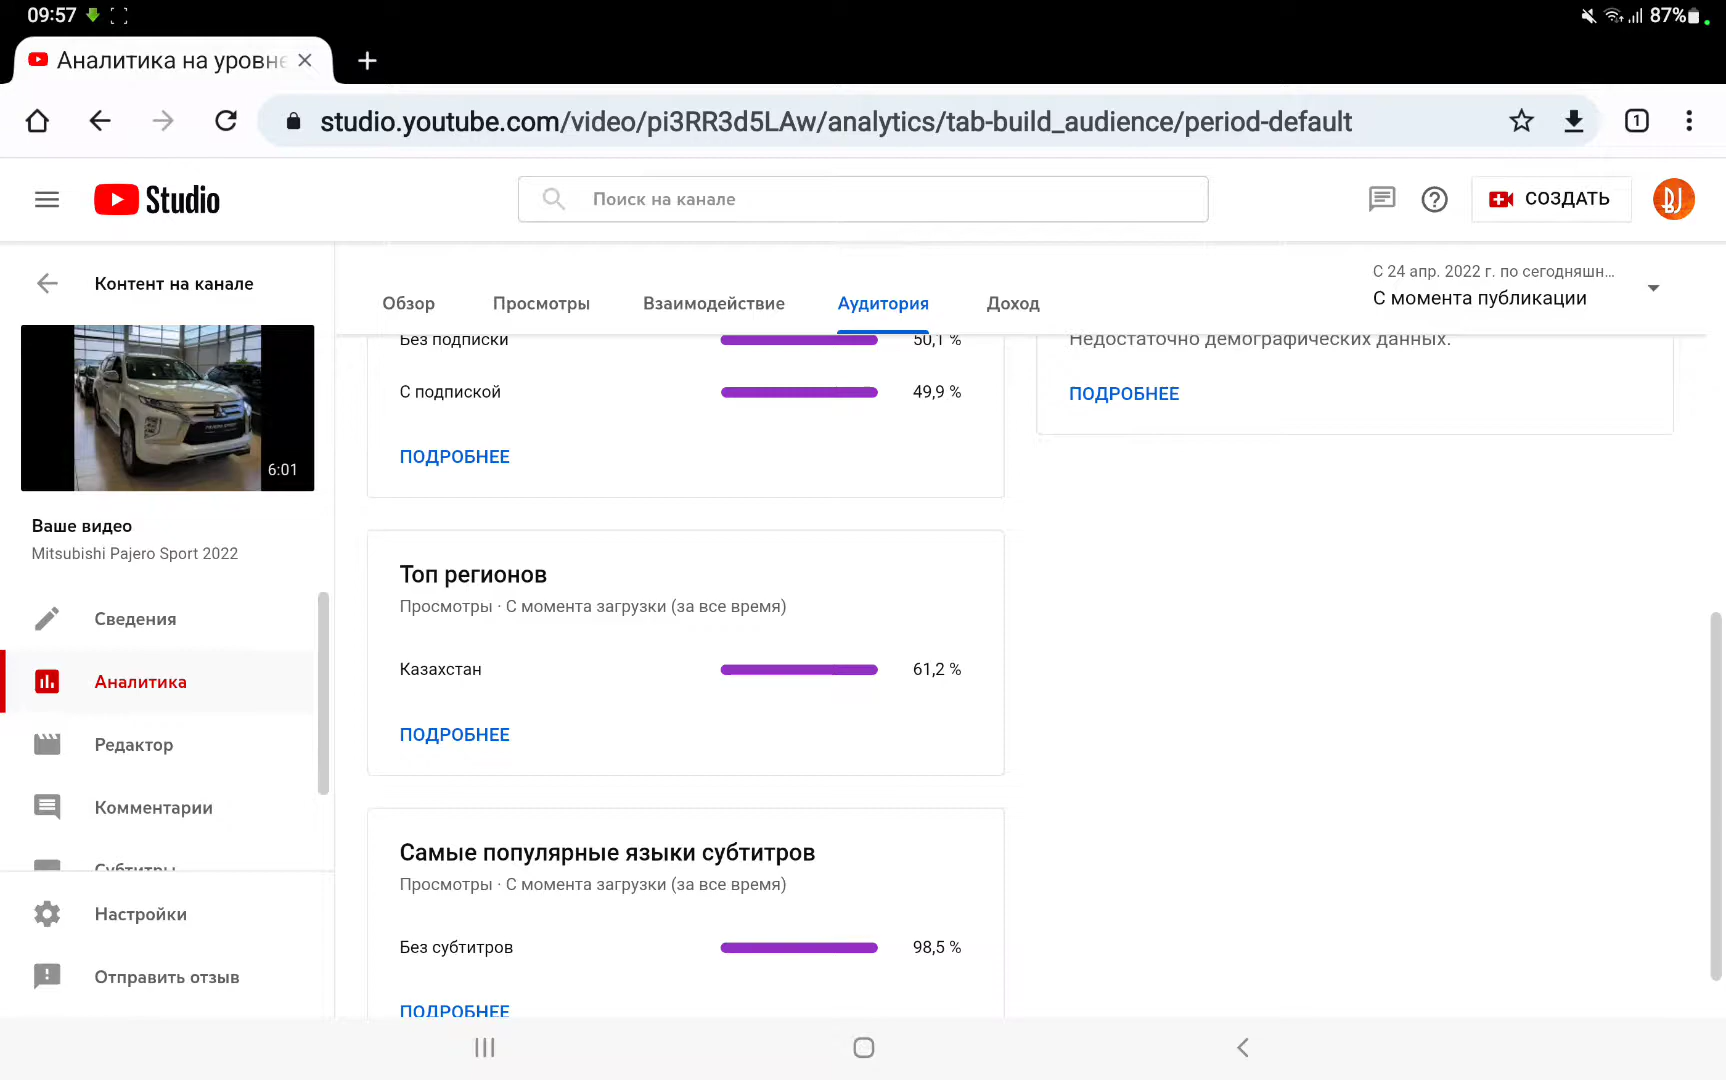 09:57
87%
Аналитика на уровне
studio.youtube.com/video/pi3RR3d5LAw/analytics/tab-build_audience/period-default
1
Studio
Поиск на канале
СОЗДАТЬ
Контент на канале
Обзор
Просмотры
Взаимодействие
Аудитория
Доход
С 24 апр. 2022 г. по сегодняшн...
С момента публикации
6:01
Ваше видео
Mitsubishi Pajero Sport 2022
Сведения
Аналитика
Редактор
Комментарии
Субтитры
Настройки
Отправить отзыв
Без подписки 50,1 %
С подпиской 49,9 %
ПОДРОБНЕЕ
Недостаточно демографических данных.
ПОДРОБНЕЕ
Топ регионов
Просмотры · С момента загрузки (за все время)
Казахстан 61,2 %
ПОДРОБНЕЕ
Самые популярные языки субтитров
Просмотры · С момента загрузки (за все время)
Без субтитров 98,5 %
ПОДРОБНЕЕ